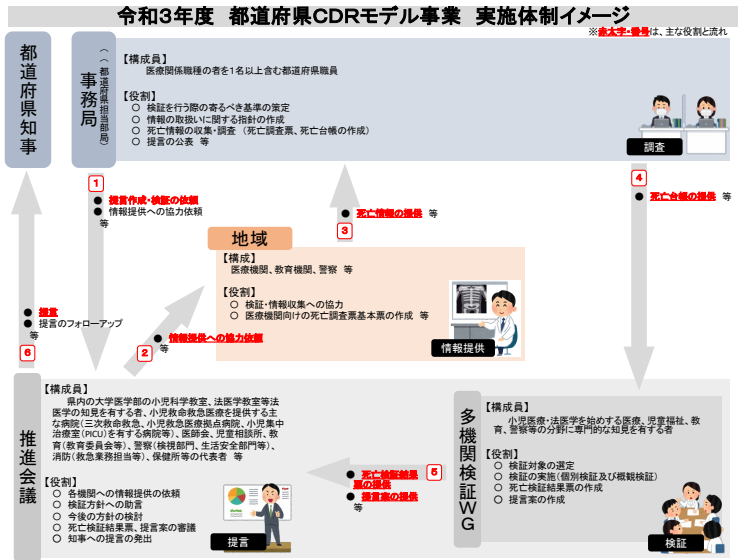 令和３年度　都道府県ＣＤＲモデル事業　実施体制イメージ
※赤太字・番号は、主な役割と流れ
都道府県知事
事務局
（（都道府県担当部局）
【構成員】
医療関係職種の者を１名以上含む都道府県職員
【役割】
○　検証を行う際の寄るべき基準の策定
○　情報の取扱いに関する指針の作成
○　死亡情報の収集・調査　（死亡調査票、死亡台帳の作成）
○　提言の公表　等
調査
1
●　提言作成・検証の依頼
●　情報提供への協力依頼
等
3
●　死亡情報の提供　等
4
●　死亡台帳の提供　等
地域
【構成】
医療機関、教育機関、警察　等
【役割】
○　検証・情報収集への協力
○　医療機関向けの死亡調査票基本票の作成　等
情報提供
●　提言
●　提言のフォローアップ
等
6
2
●　情報提供への協力依頼
等
推進会議
【構成員】
県内の大学医学部の小児科学教室、法医学教室等法
医学の知見を有する者、小児救命救急医療を提供する主
な病院（三次救命救急、小児救急医療拠点病院、小児集中
治療室（PICU）を有する病院等）、医師会、児童相談所、教
育（教育委員会等）、警察（検視部門、生活安全部門等）、
消防（救急業務担当等）、保健所等の代表者　等
【役割】
○　各機関への情報提供の依頼
○　検証方針への助言
○　今後の方針の検討
○　死亡検証結果票、提言案の審議
○　知事への提言の発出
提言
5
●　死亡検証結果
票の提供
●　提言案の提供
等
多機関検証ＷＧ
【構成員】
小児医療・法医学を始めする医療、児童福祉、教
育、警察等の分野に専門的な知見を有する者
【役割】
○　検証対象の選定
○　検証の実施（個別検証及び概観検証）
○　死亡検証結果票の作成
○　提言案の作成
検証